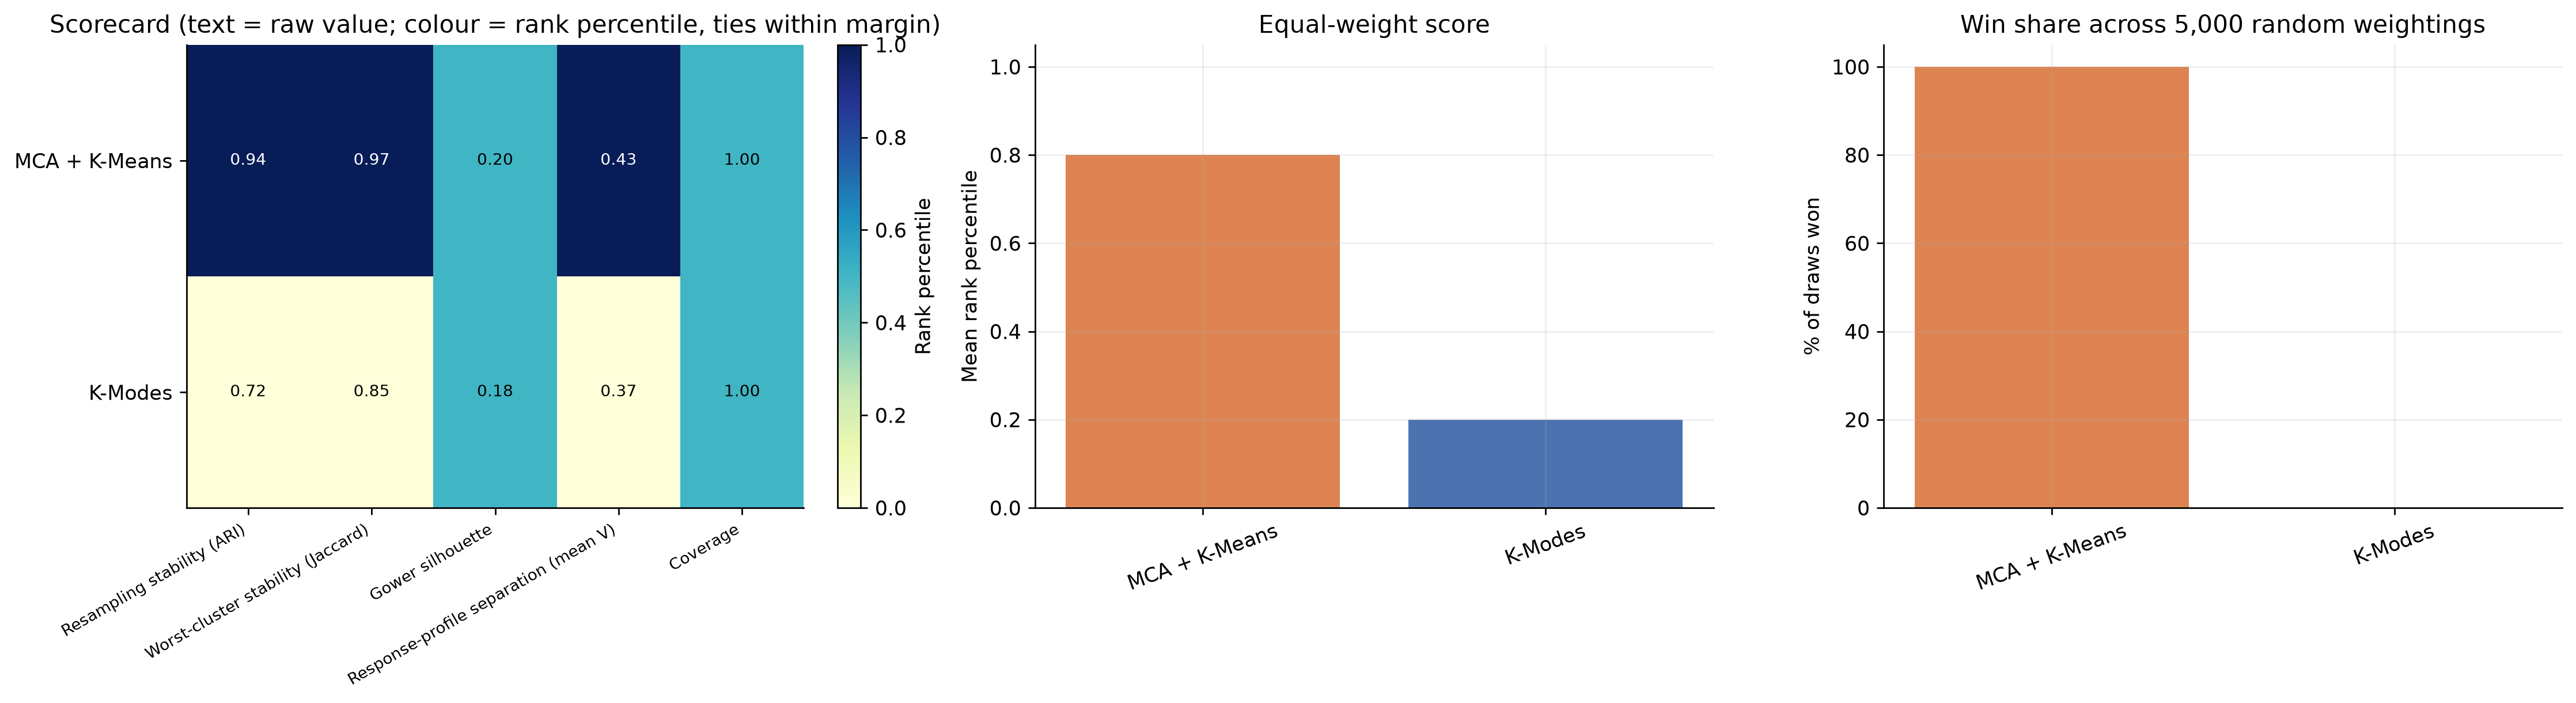 Scorecard (text = raw value; colour = rank percentile, ties within margin)
MCA + K-Means
K-Modes
0.94 0.97 0.20 0.43 1.00
0.72 0.85 0.18 0.37 1.00
Resampling stability (ARI)
Worst-cluster stability (Jaccard)
Gower silhouette
Response-profile separation (mean V)
Coverage
1.0
0.8
0.6
0.4
0.2
0.0
Rank percentile
Equal-weight score
Mean rank percentile
1.0
0.8
0.6
0.4
0.2
0.0
MCA + K-Means
K-Modes
Win share across 5,000 random weightings
% of draws won
100
80
60
40
20
0
MCA + K-Means
K-Modes